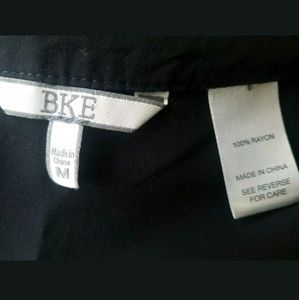 BKE
Made in
China
M
100% RAYON
MADE IN CHINA
SEE REVERSE
FOR CARE